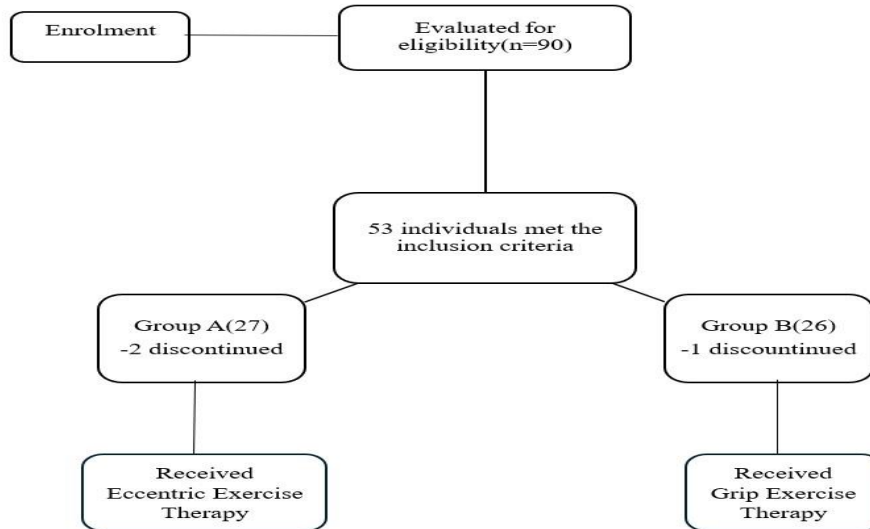 Enrolment
Evaluated for
eligibility(n=90)
53 individuals met the
inclusion criteria
Group A(27)
-2 discontinued
Group B(26)
-1 discountinued
Received
Eccentric Exercise
Therapy
Received
Grip Exercise
Therapy